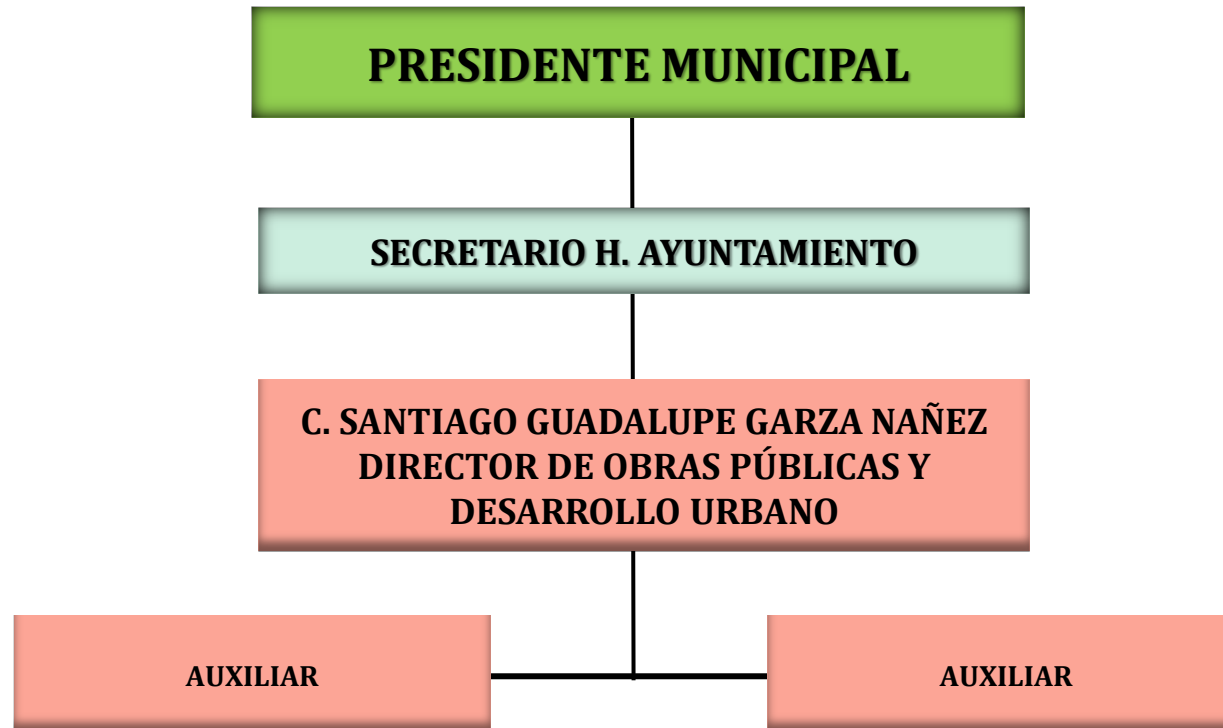 PRESIDENTE MUNICIPAL
SECRETARIO H. AYUNTAMIENTO
C. SANTIAGO GUADALUPE GARZA NAÑEZ
DIRECTOR DE OBRAS PÚBLICAS Y
DESARROLLO URBANO
AUXILIAR
AUXILIAR